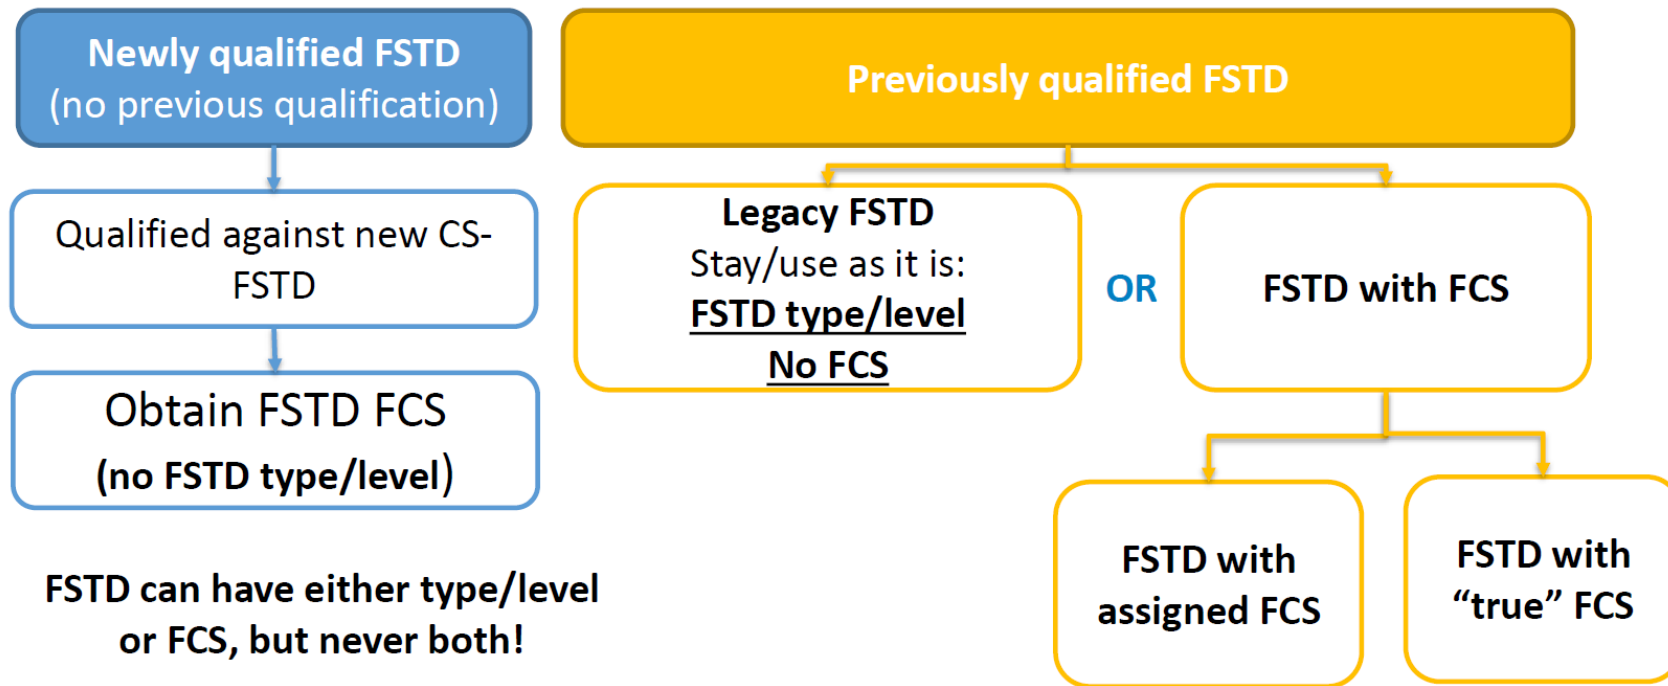 Newly qualified FSTD
(no previous qualification)
Qualified against new CS-
FSTD
Obtain FSTD FCS
(no FSTD type/level)
FSTD can have either type/level
or FCS, but never both!
Previously qualified FSTD
Legacy FSTD
Stay/use as it is:
FSTD type/level
No FCS
OR
FSTD with FCS
FSTD with
assigned FCS
FSTD with
“true” FCS